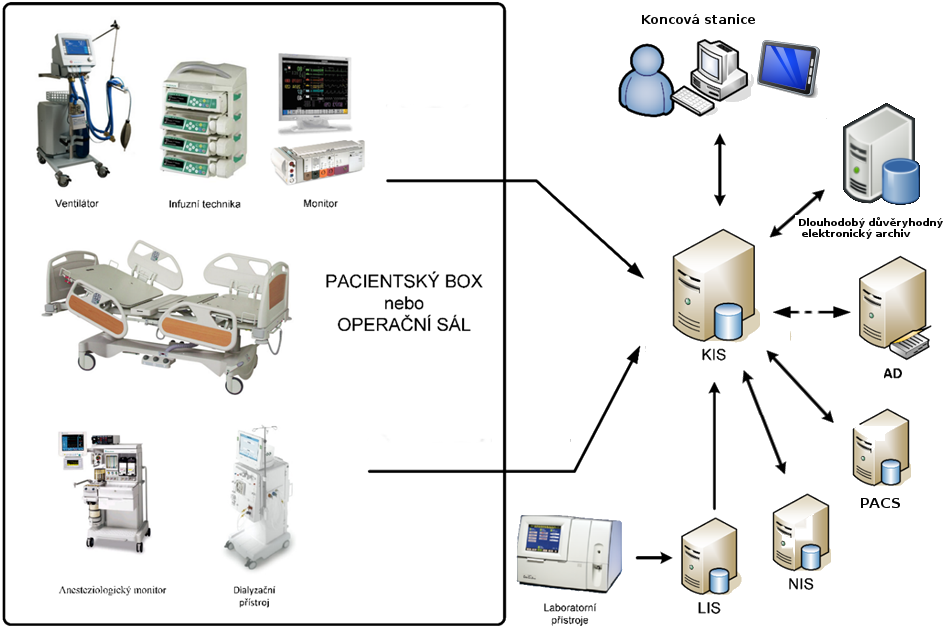 Koncová stanice
Ventilátor
Infuzní technika
Monitor
Dlouhodobý důvěryhodný
elektronický archiv
PACIENTSKÝ BOX
nebo
OPERAČNÍ SÁL
KIS
AD
PACS
Anesteziologický monitor
Dialyzační
přístroj
NIS
Laboratorní
přístroje
LIS